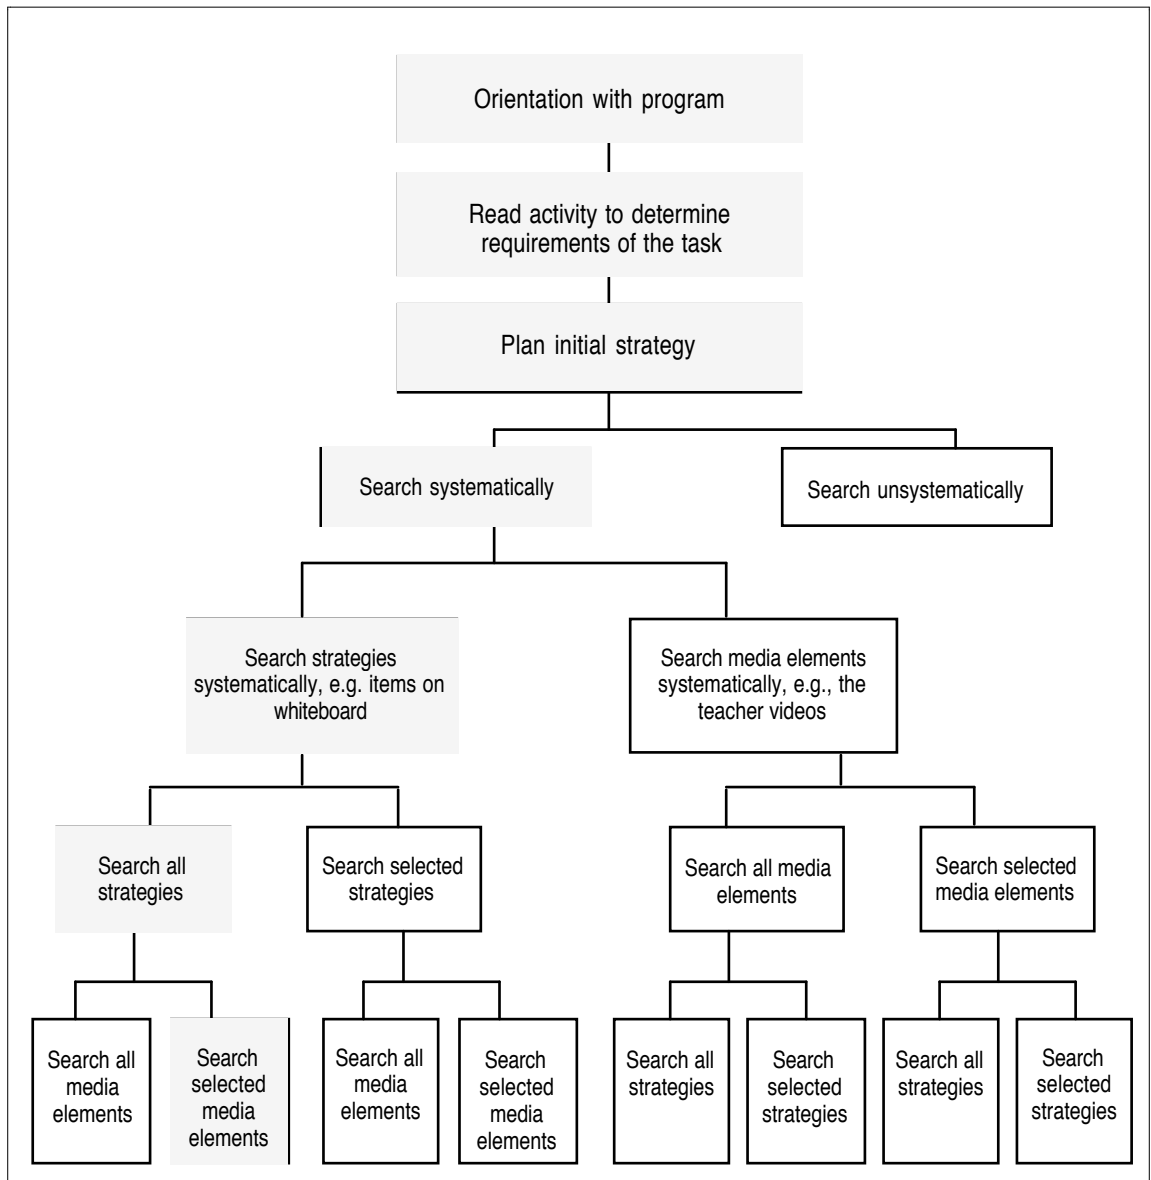 Orientation with program
Read activity to determine
requirements of the task
Plan initial strategy
Search systematically
Search unsystematically
Search strategies
systematically, e.g. items on
whiteboard
Search media elements
systematically, e.g., the
teacher videos
Search all
strategies
Search selected
strategies
Search all media
elements
Search selected
media elements
Search all
media
elements
Search
selected
media
elements
Search all
media
elements
Search
selected
media
elements
Search all
strategies
Search
selected
strategies
Search all
strategies
Search
selected
strategies